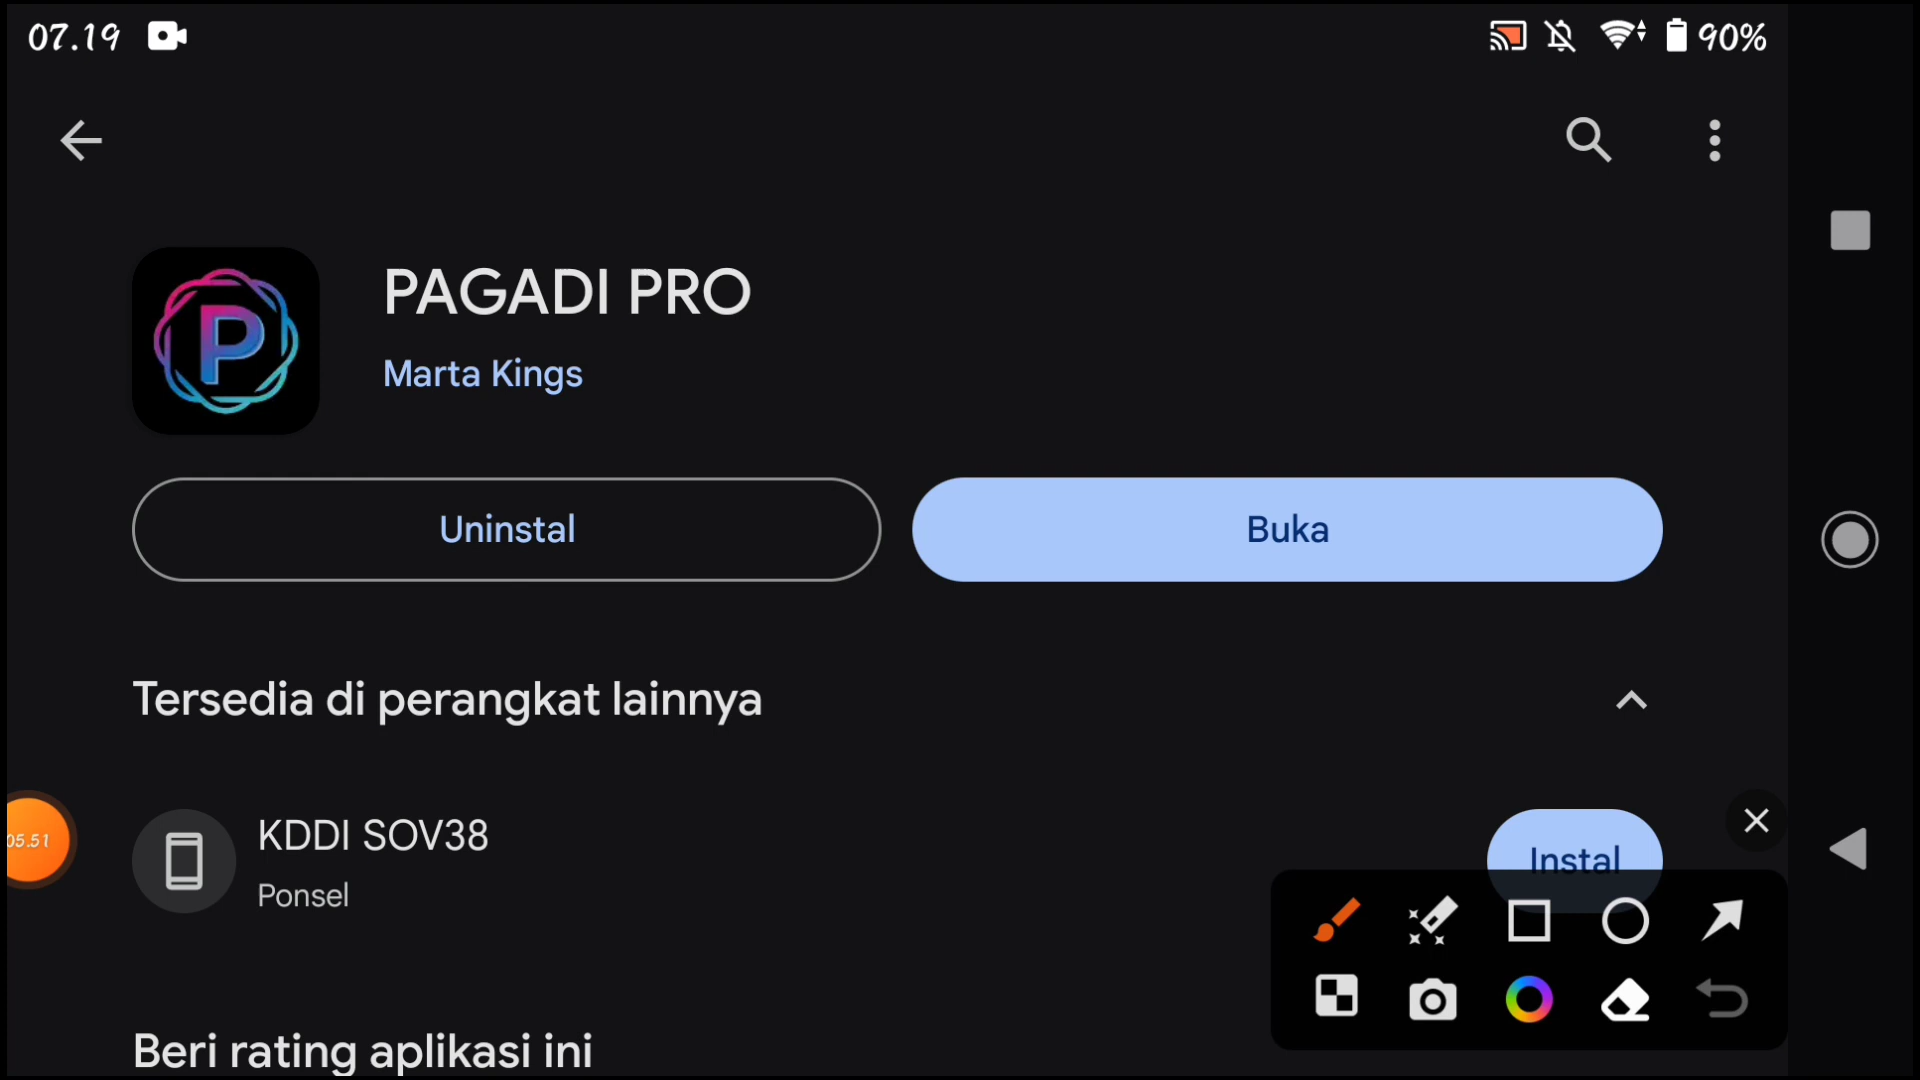 07.19
90%
PAGADI PRO
Marta Kings
Uninstal
Buka
Tersedia di perangkat lainnya
KDDI SOV38
Ponsel
Instal
05.51
Beri rating aplikasi ini